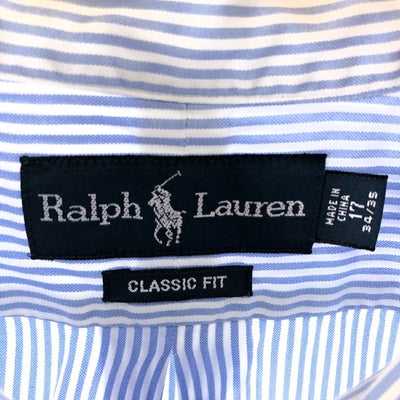 Ralph Lauren
MADE IN
CHINA
17
34/35
CLASSIC FIT